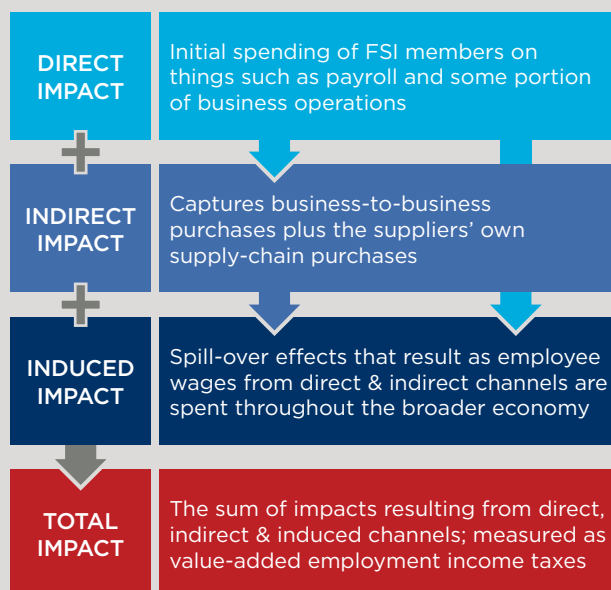 DIRECT
IMPACT
Initial spending of FSI members on
things such as payroll and some portion
of business operations
+
INDIRECT
IMPACT
Captures business-to-business
purchases plus the suppliers’ own
supply-chain purchases
+
INDUCED
IMPACT
Spill-over effects that result as employee
wages from direct & indirect channels are
spent throughout the broader economy
TOTAL
IMPACT
The sum of impacts resulting from direct,
indirect & induced channels; measured as
value-added employment income taxes